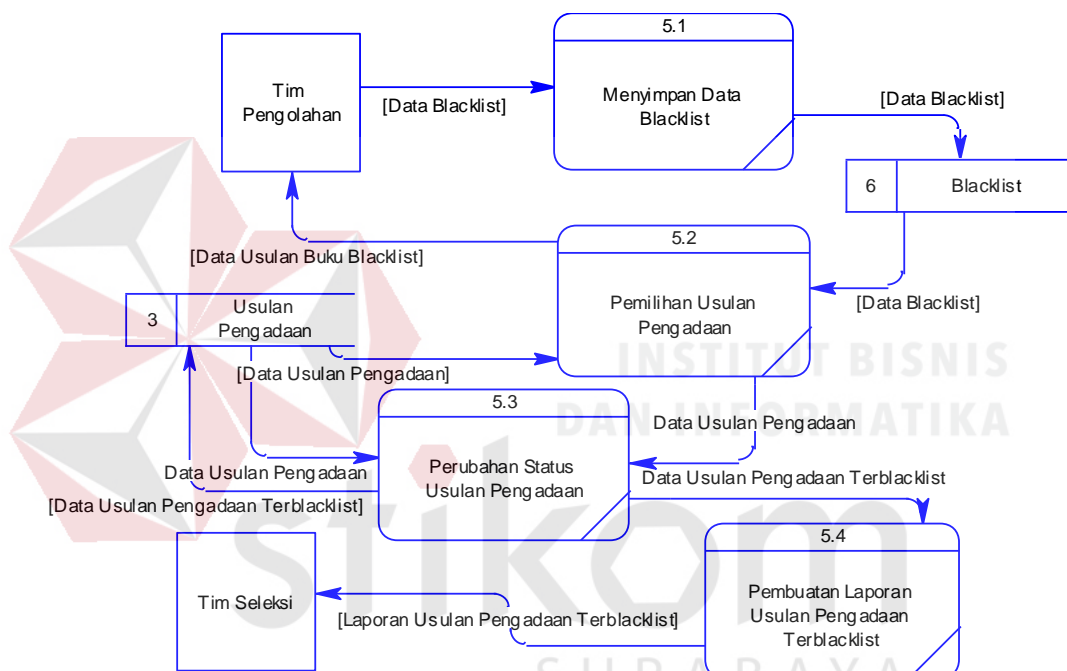 5.1
Tim
Pengolahan
[Data Blacklist]
Menyimpan Data
Blacklist
[Data Blacklist]
6
Blacklist
5.2
[Data Usulan Buku Blacklist]
Pemilihan Usulan
Pengadaan
[Data Blacklist]
3
Usulan
Pengadaan
[Data Usulan Pengadaan]
INSTITUT BISNIS
DAN INFORMATIKA
5.3
Data Usulan Pengadaan
Data Usulan Pengadaan
Perubahan Status
Usulan Pengadaan
Data Usulan Pengadaan Terblacklist
[Data Usulan Pengadaan Terblacklist]
stikom
5.4
Tim Seleksi
Pembuatan Laporan
Usulan Pengadaan
Terblacklist
[Laporan Usulan Pengadaan Terblacklist]
SURABAYA